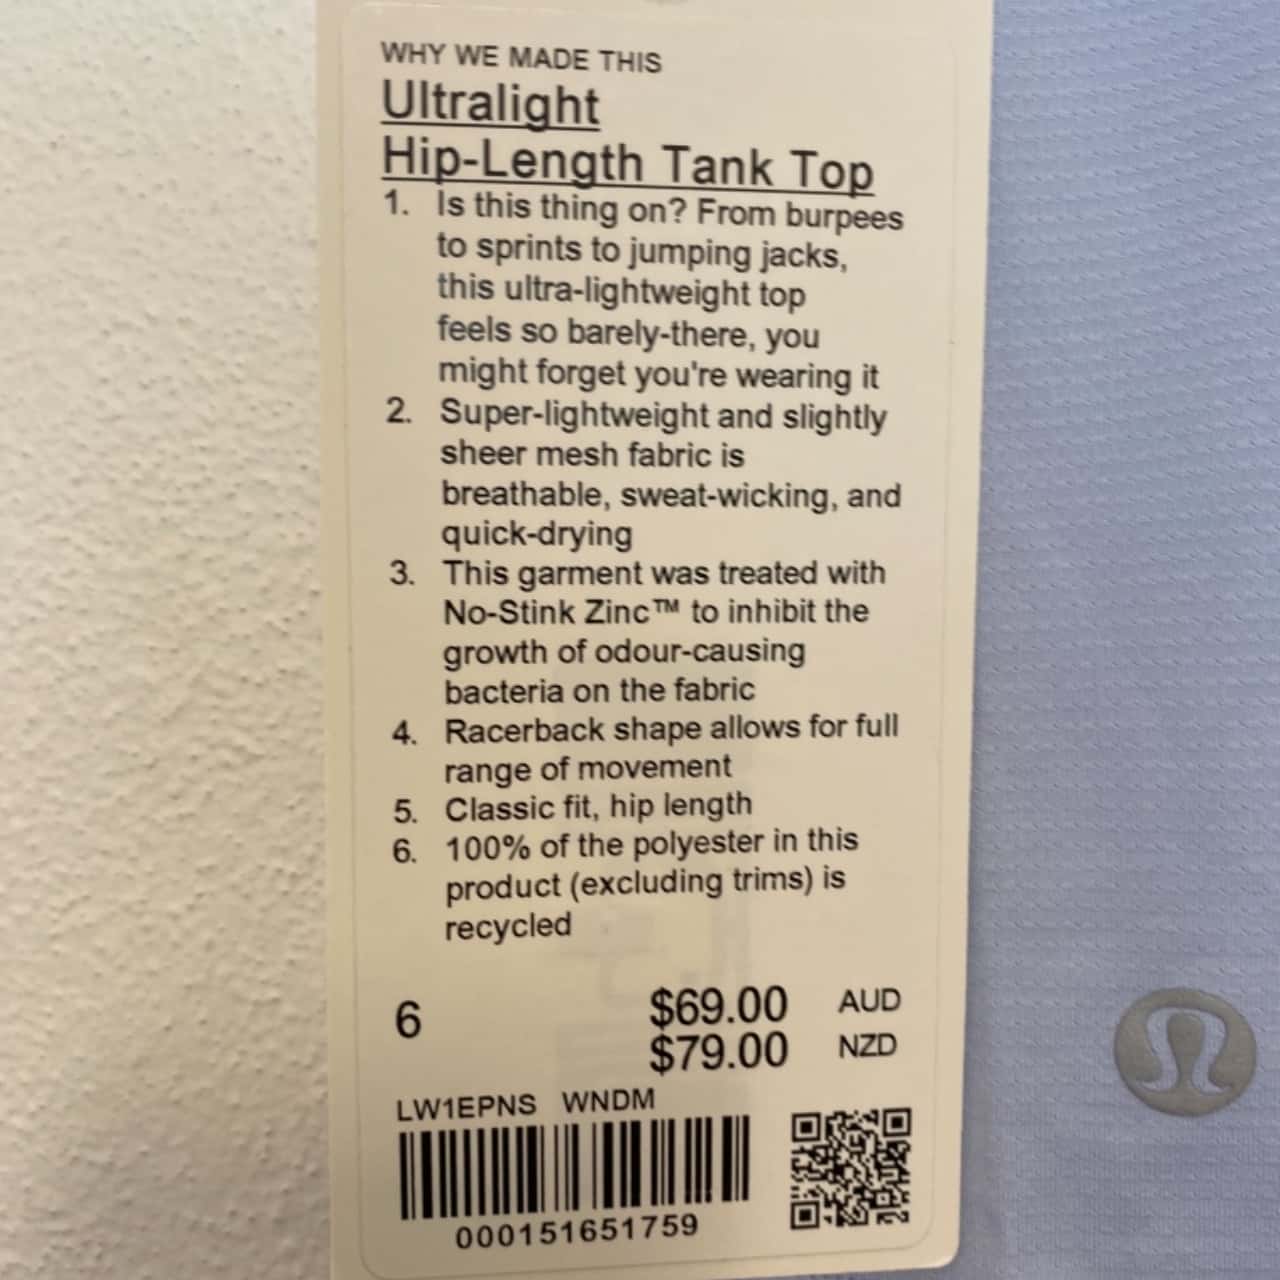 WHY WE MADE THIS
Ultralight
Hip-Length Tank Top
1. Is this thing on? From burpees
to sprints to jumping jacks,
this ultra-lightweight top
feels so barely-there, you
might forget you're wearing it
2. Super-lightweight and slightly
sheer mesh fabric is
breathable, sweat-wicking, and
quick-drying
3. This garment was treated with
No-Stink Zinc™ to inhibit the
growth of odour-causing
bacteria on the fabric
4. Racerback shape allows for full
range of movement
5. Classic fit, hip length
6. 100% of the polyester in this
product (excluding trims) is
recycled
6 $69.00 AUD
$79.00 NZD
LW1EPNS WNDM
000151651759